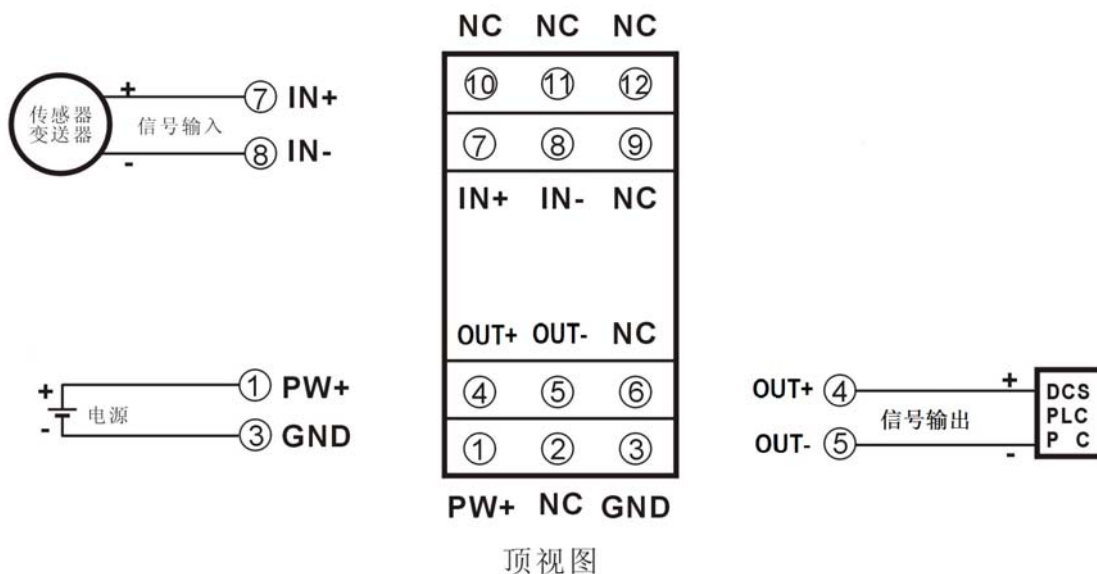 NC NC NC
⑩ ⑪ ⑫
⑦ ⑧ ⑨
IN+ IN- NC
OUT+ OUT- NC
④ ⑤ ⑥
① ② ③
PW+ NC GND
顶视图
传感器
变送器
+
信号输入
-
⑦ IN+
⑧ IN-
+
电源
-
① PW+
③ GND
OUT+ ④
信号输出
OUT- ⑤
+
-
DCS
PLC
P C